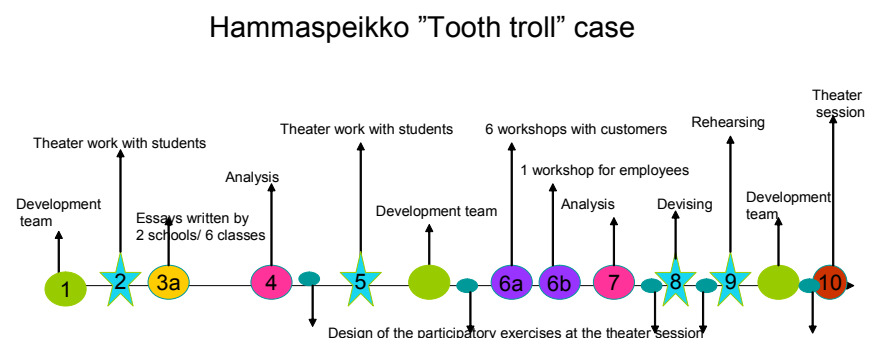 Hammaspeikko ”Tooth troll” case
Theater
session
Rehearsing
Theater work with students
Theater work with students
6 workshops with customers
1 workshop for employees
Analysis
Development
team
Essays written by
2 schools/ 6 classes
Development team
Analysis
Devising
Development
team
1
2
3a
4
5
6a
6b
7
8
9
10
Design of the participatory exercises at the theater session